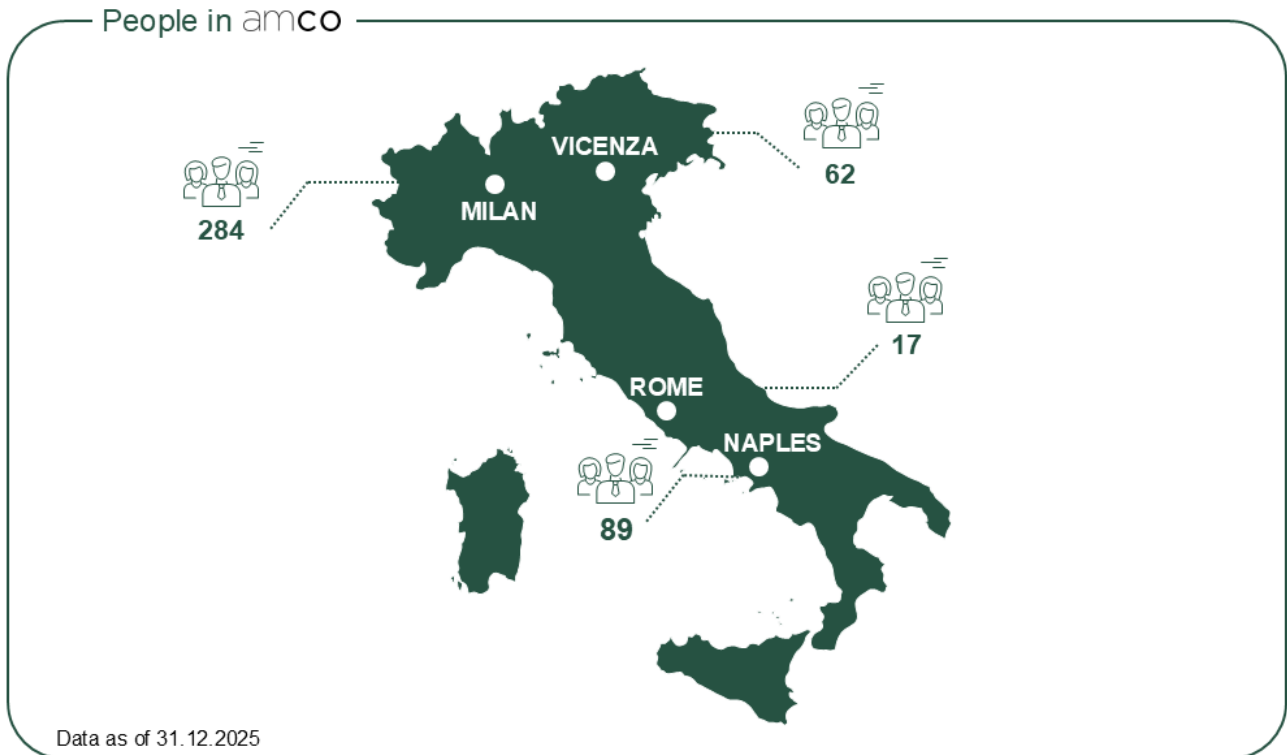 People in amco
VICENZA
62
MILAN
284
17
ROME
NAPLES
89
Data as of 31.12.2025